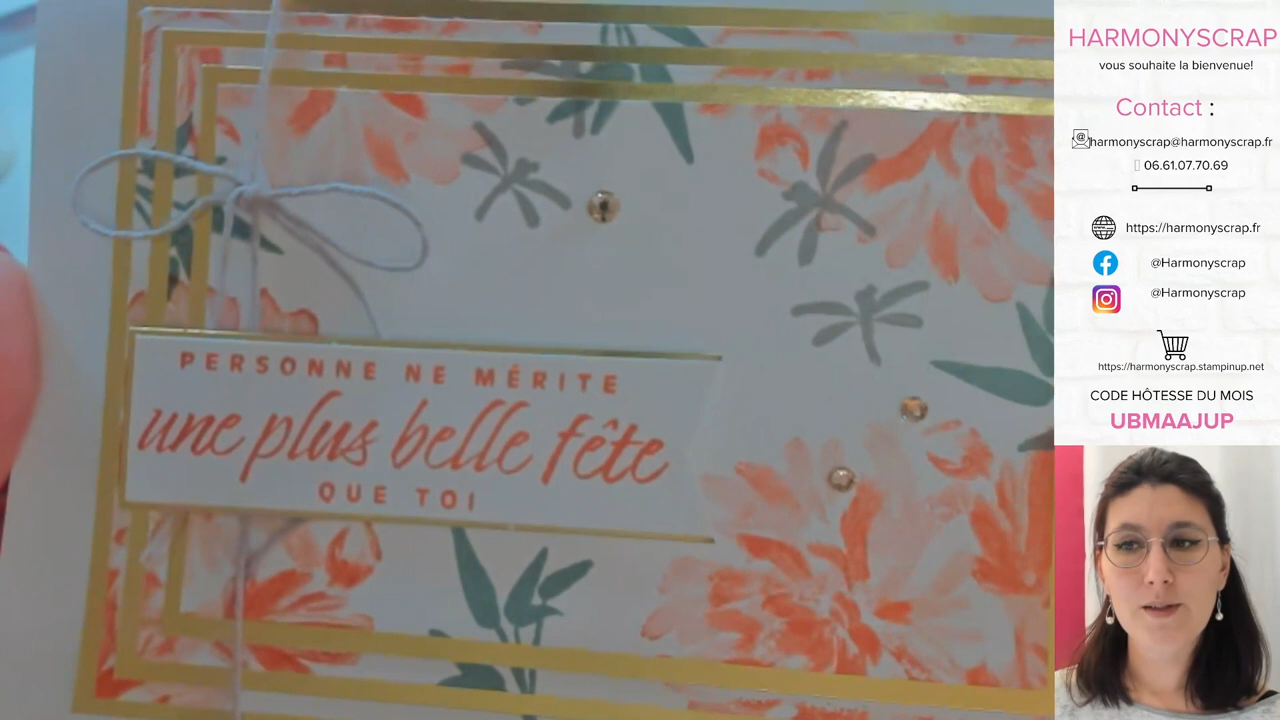 PERSONNE NE MÉRITE
une plus belle fête
QUE TOI
HARMONYSCRAP
vous souhaite la bienvenue!
Contact :
harmonyscrap@harmonyscrap.fr
06.61.07.70.69
https://harmonyscrap.fr
@Harmonyscrap
@Harmonyscrap
https://harmonyscrap.stampinup.net
CODE HÔTESSE DU MOIS
UBMAAJUP